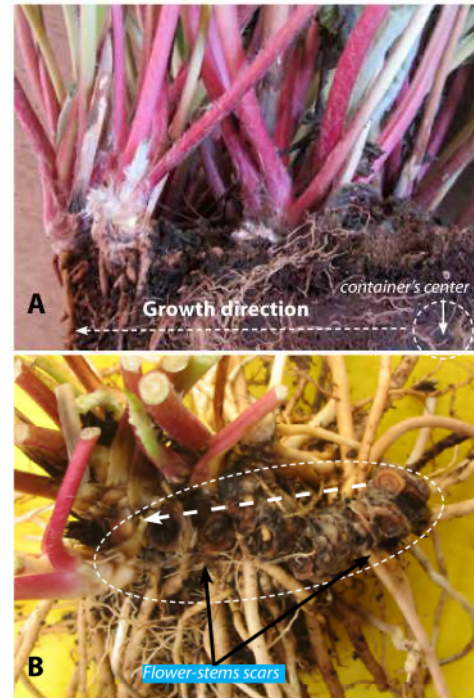 container's center
A
Growth direction
B
Flower-stems scars